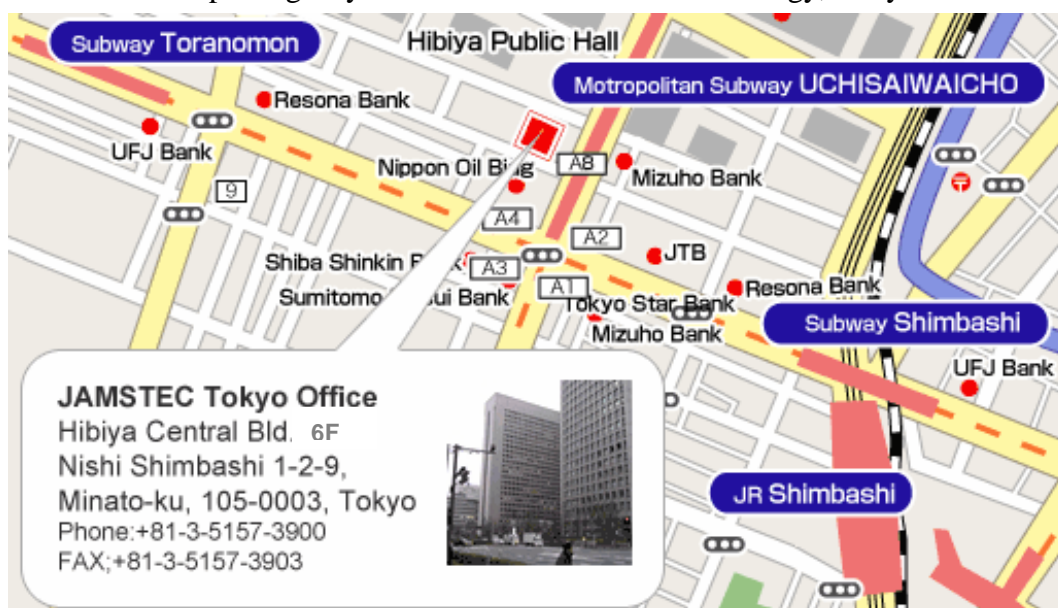 Subway Toranomon
Hibiya Public Hall
Motropolitan Subway UCHISAIWAICHO
Resona Bank
UFJ Bank
Nippon Oil
A8
Mizuho Bank
9
A4
A2
JTB
Shiba Shinkin
A3
Sumitomo
Bank
A1
Tokyo Star Bank
Resona Bank
Mizuho Bank
Subway Shimbashi
UFJ Bank
JR Shimbashi
〒
JAMSTEC Tokyo Office
Hibiya Central Bld. 6F
Nishi Shimbashi 1-2-9,
Minato-ku, 105-0003, Tokyo
Phone:+81-3-5157-3900
FAX;+81-3-5157-3903